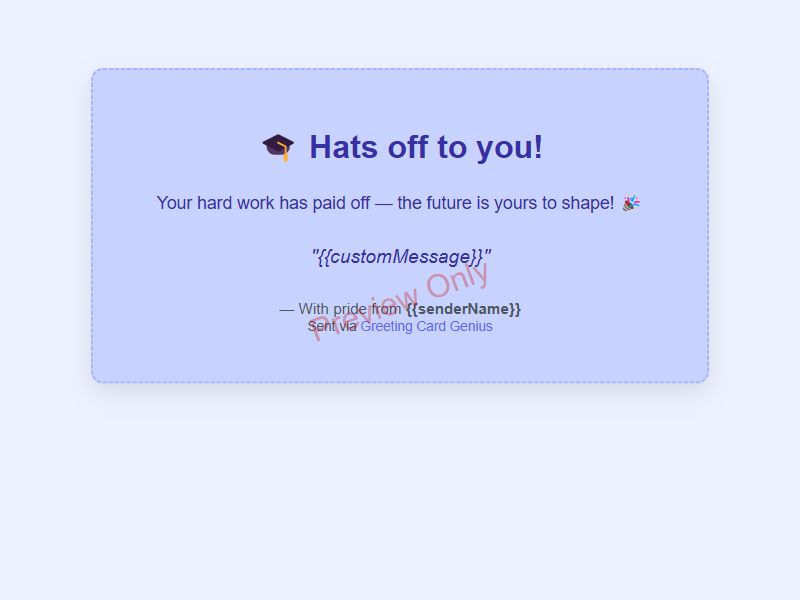 🎓 Hats off to you!
Your hard work has paid off — the future is yours to shape! 🎉
"{{customMessage}}"
Preview Only
— With pride from {{senderName}}
Sent via Greeting Card Genius